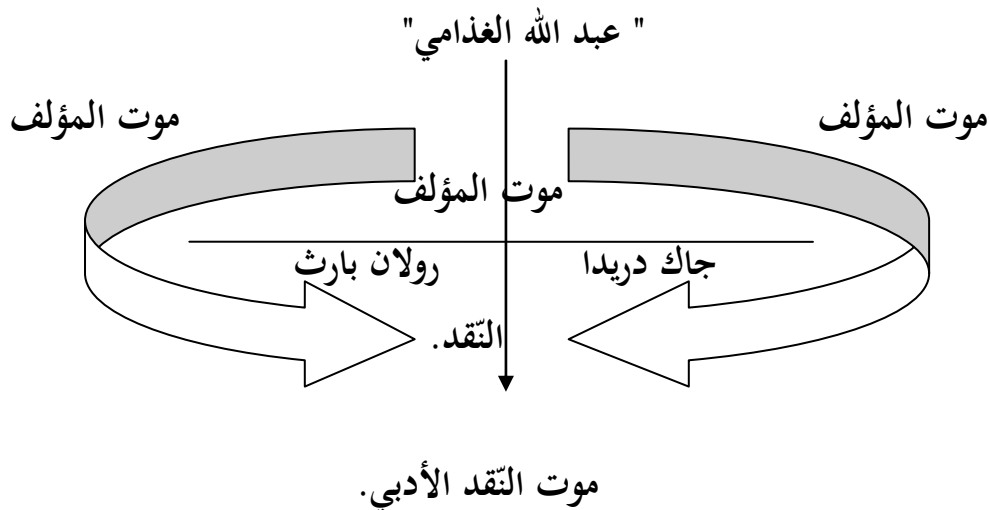 " عبد الله الغذامي"
موت المؤلف
موت المؤلف
موت المؤلف
جاك دريدا
رولان بارث
النّقد.
موت النّقد الأدبي.